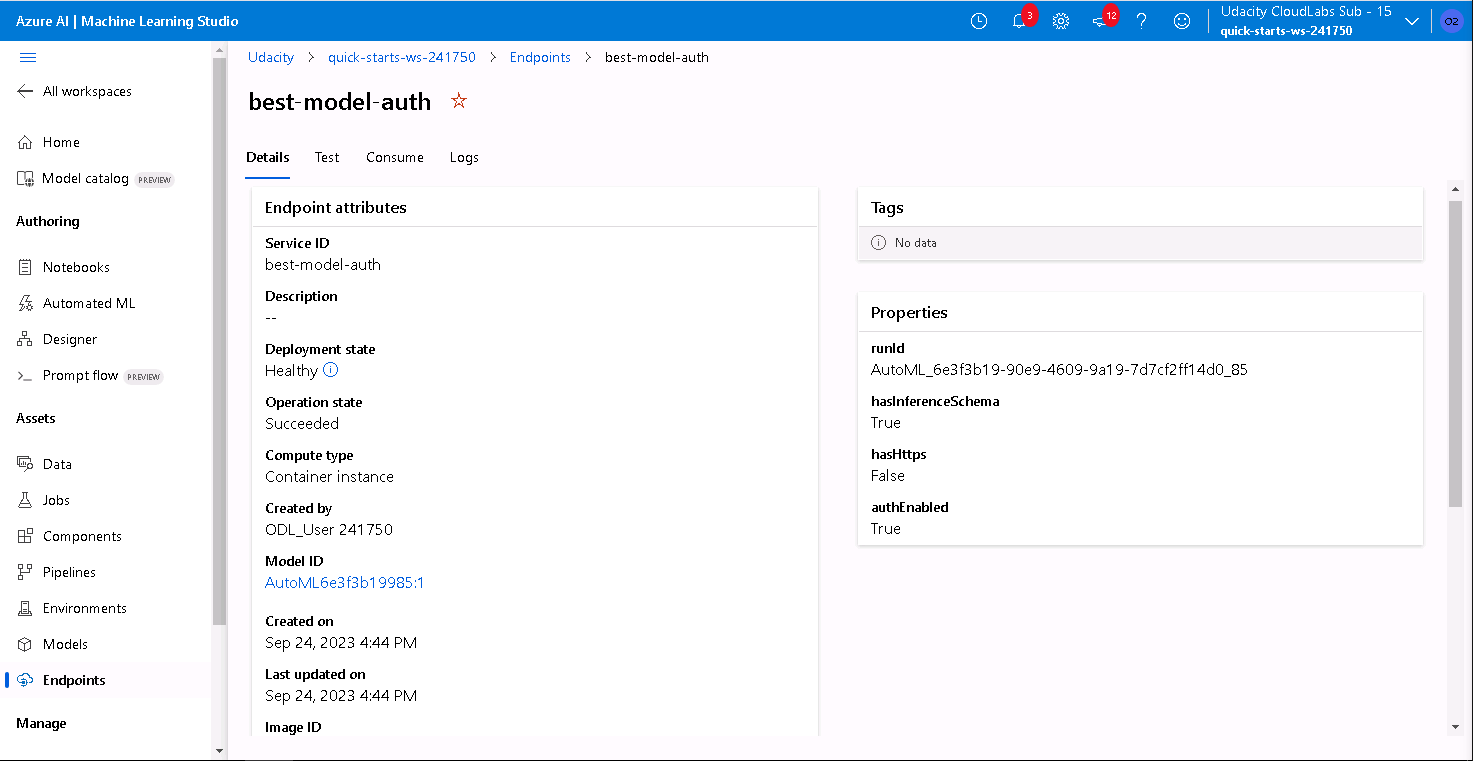 Azure AI | Machine Learning Studio
3
12
Udacity CloudLabs Sub - 15
quick-starts-ws-241750
O2
All workspaces
Home
Model catalog PREVIEW
Authoring
Notebooks
Automated ML
Designer
Prompt flow PREVIEW
Assets
Data
Jobs
Components
Pipelines
Environments
Models
Endpoints
Manage
Udacity > quick-starts-ws-241750 > Endpoints > best-model-auth
best-model-auth
Details Test Consume Logs
Endpoint attributes
Service ID
best-model-auth
Description
--
Deployment state
Healthy
Operation state
Succeeded
Compute type
Container instance
Created by
ODL_User 241750
Model ID
AutoML6e3f3b19985:1
Created on
Sep 24, 2023 4:44 PM
Last updated on
Sep 24, 2023 4:44 PM
Image ID
Tags
No data
Properties
runId
AutoML_6e3f3b19-90e9-4609-9a19-7d7cf2ff14d0_85
hasInferenceSchema
True
hasHttps
False
authEnabled
True